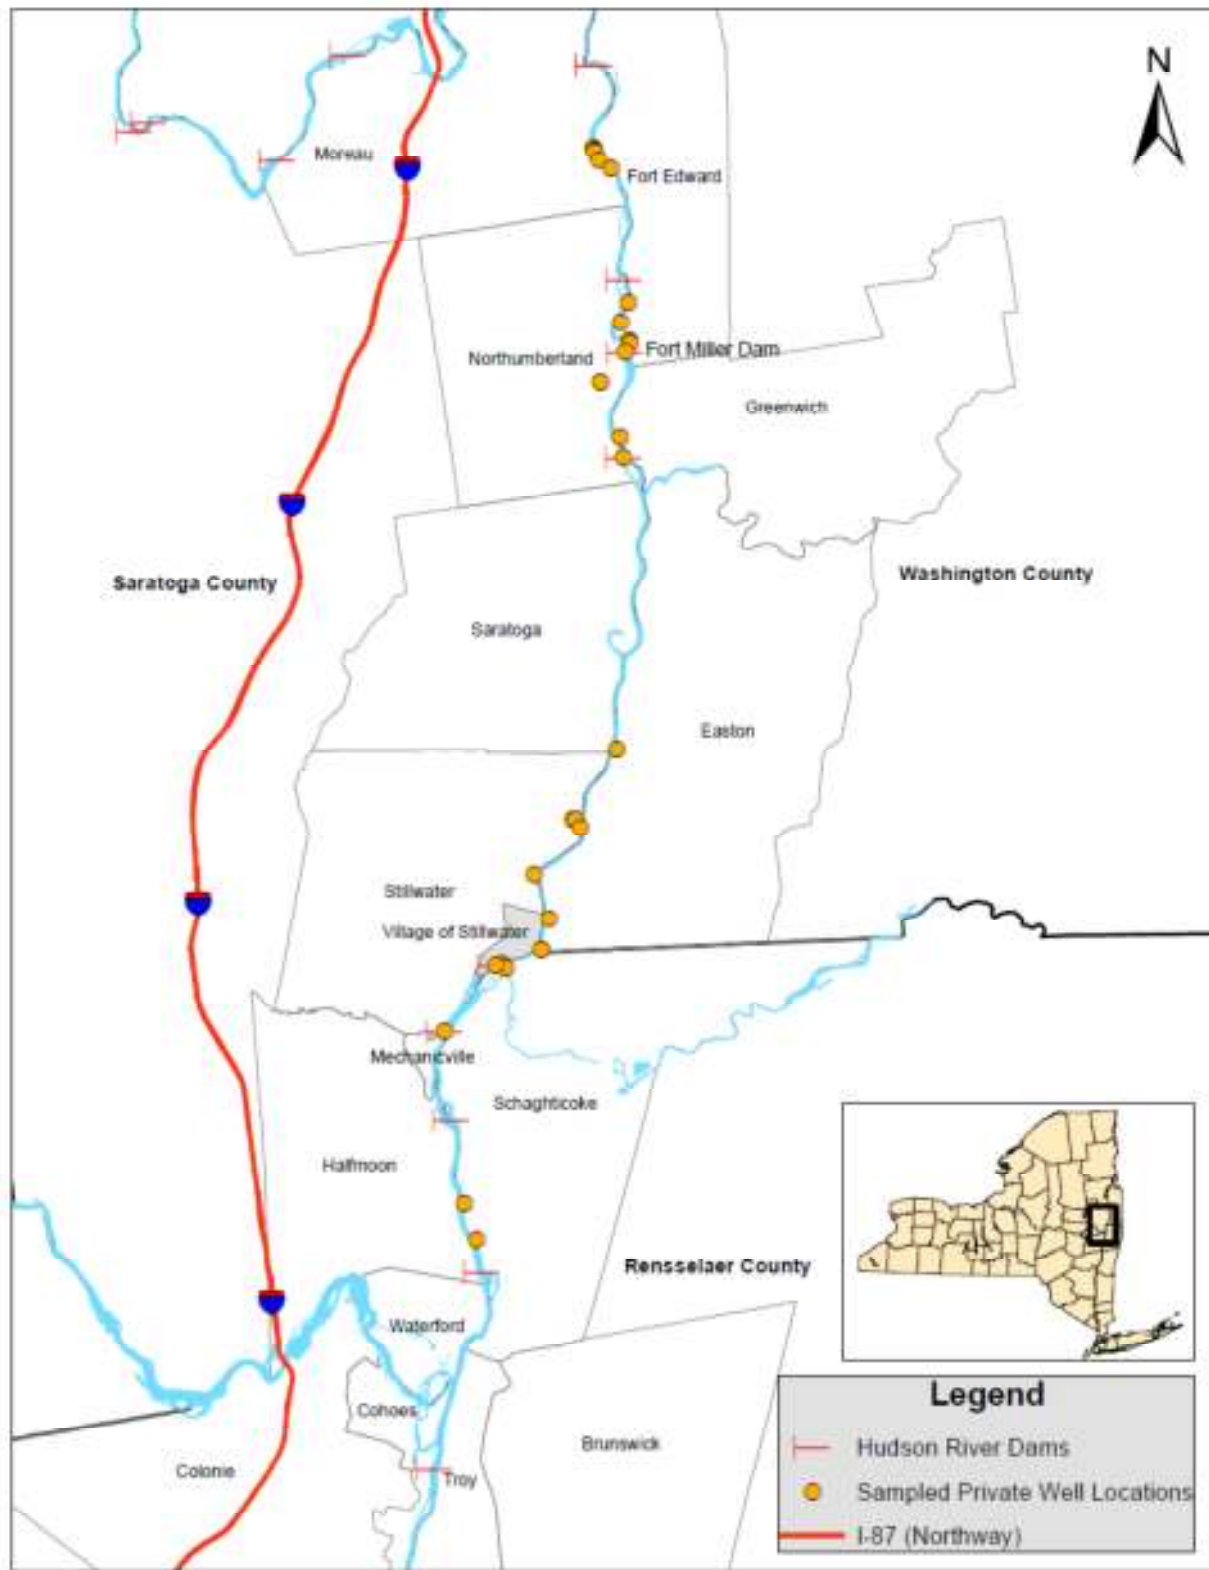 N
Moreau
Fort Edward
Northumberland
Fort Miller Dam
Greenwich
Saratoga County
Washington County
Saratoga
Easton
Stillwater
Village of Stillwater
Mechanicville
Schaghticoke
Halfmoon
Rensselaer County
Waterford
Cohoes
Brunswick
Colonie
Troy
Legend
Hudson River Dams
Sampled Private Well Locations
I-87 (Northway)